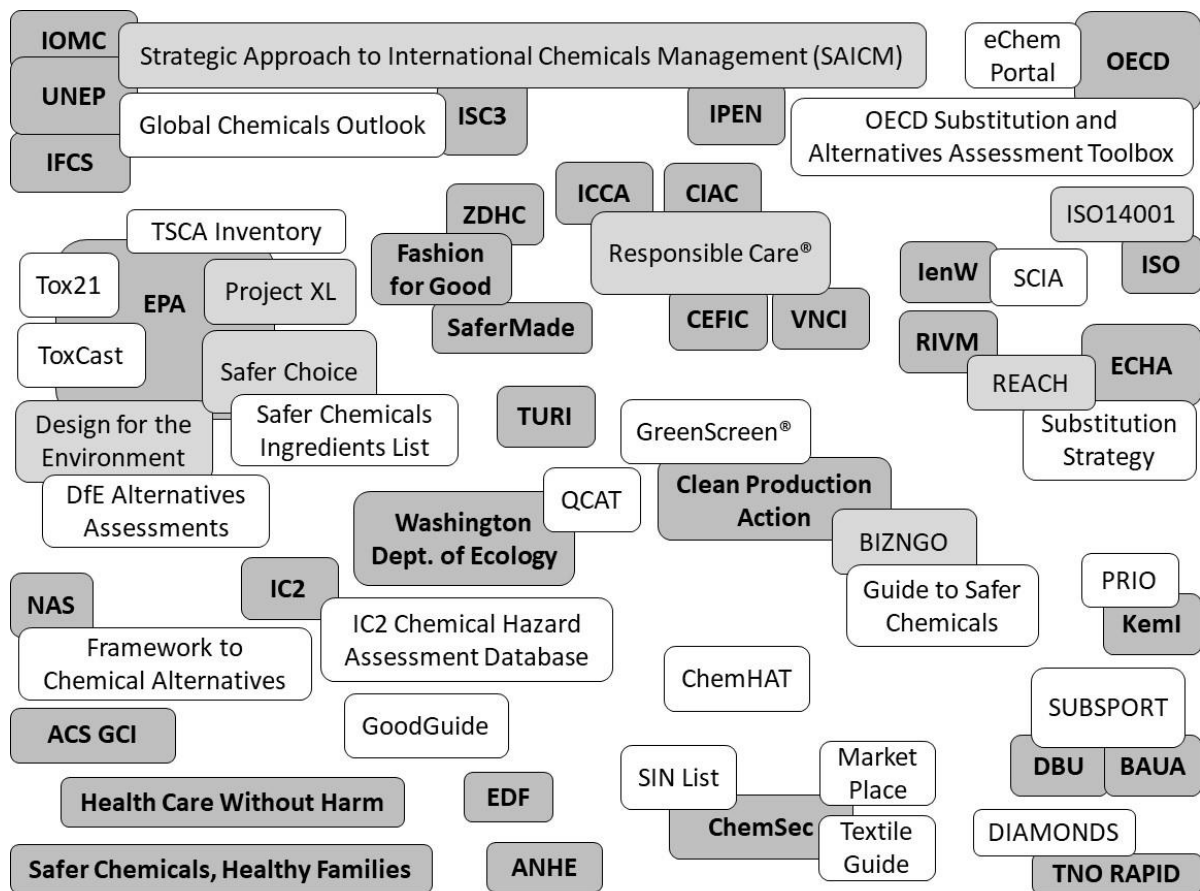 IOMC
Strategic Approach to International Chemicals Management (SAICM)
eChem
Portal
OECD
UNEP
Global Chemicals Outlook
ISC3
IPEN
OECD Substitution and
Alternatives Assessment Toolbox
IFCS
ICCA
CIAC
ZDHC
TSCA Inventory
ISO14001
Fashion
for Good
Responsible Care®
IenW
SCIA
ISO
Tox21
EPA
Project XL
SaferMade
CEFIC
VNCI
RIVM
ECHA
ToxCast
Safer Choice
REACH
Design for the
Environment
Safer Chemicals
Ingredients List
TURI
GreenScreen®
Substitution
Strategy
DfE Alternatives
Assessments
Washington
Dept. of Ecology
QCAT
Clean Production
Action
BIZNGO
NAS
IC2
Guide to Safer
Chemicals
PRIO
KemI
Framework to
Chemical Alternatives
IC2 Chemical Hazard
Assessment Database
ChemHAT
SUBSPORT
ACS GCI
GoodGuide
DBU
BAUA
Health Care Without Harm
EDF
SIN List
Market
Place
ChemSec
Textile
Guide
DIAMONDS
Safer Chemicals, Healthy Families
ANHE
TNO RAPID